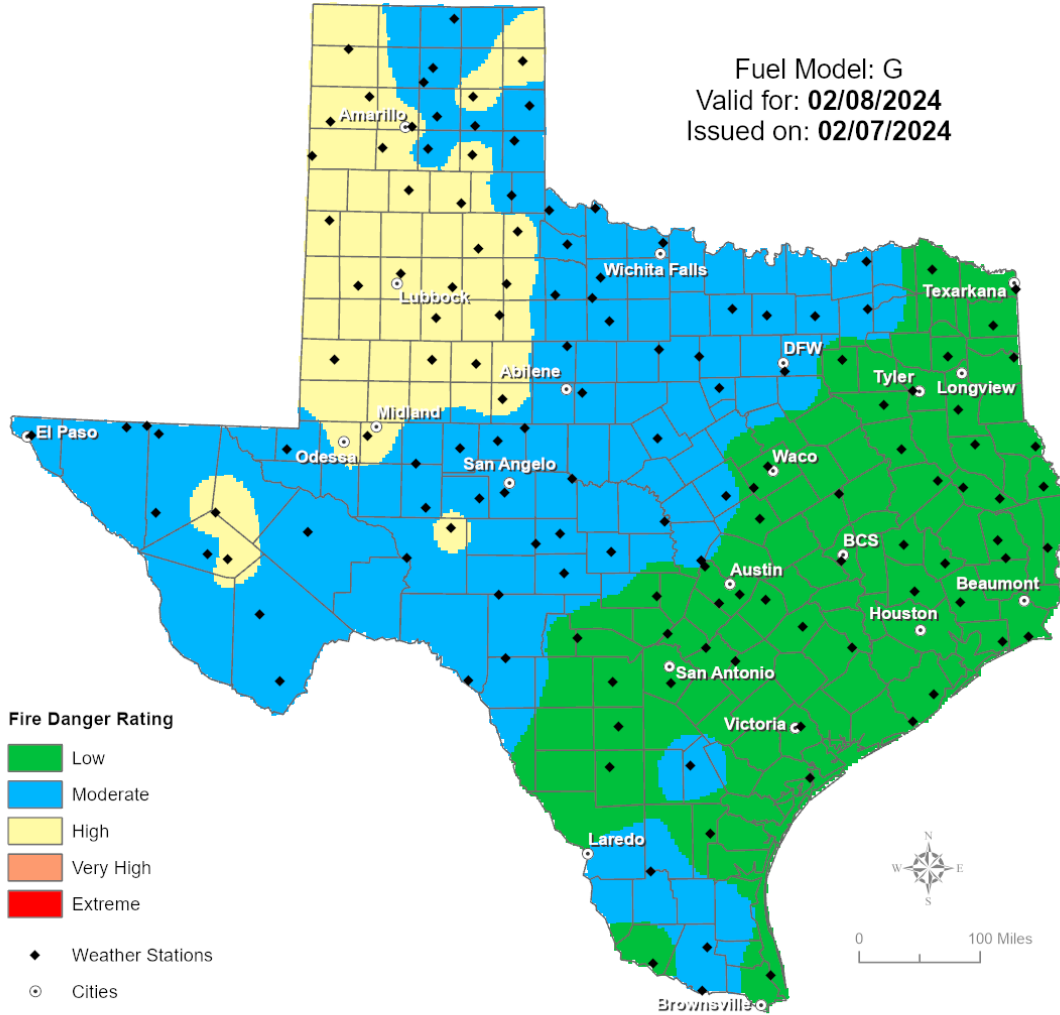 Fuel Model: G
Valid for: 02/08/2024
Issued on: 02/07/2024
Amarillo
Lubbock
Wichita Falls
Texarkana
DFW
Abilene
Tyler
Longview
Midland
El Paso
Odessa
San Angelo
Waco
BCS
Austin
Beaumont
Houston
San Antonio
Victoria
Laredo
Brownsville
Fire Danger Rating
Low
Moderate
High
Very High
Extreme
Weather Stations
Cities
N
W
E
S
0
100 Miles